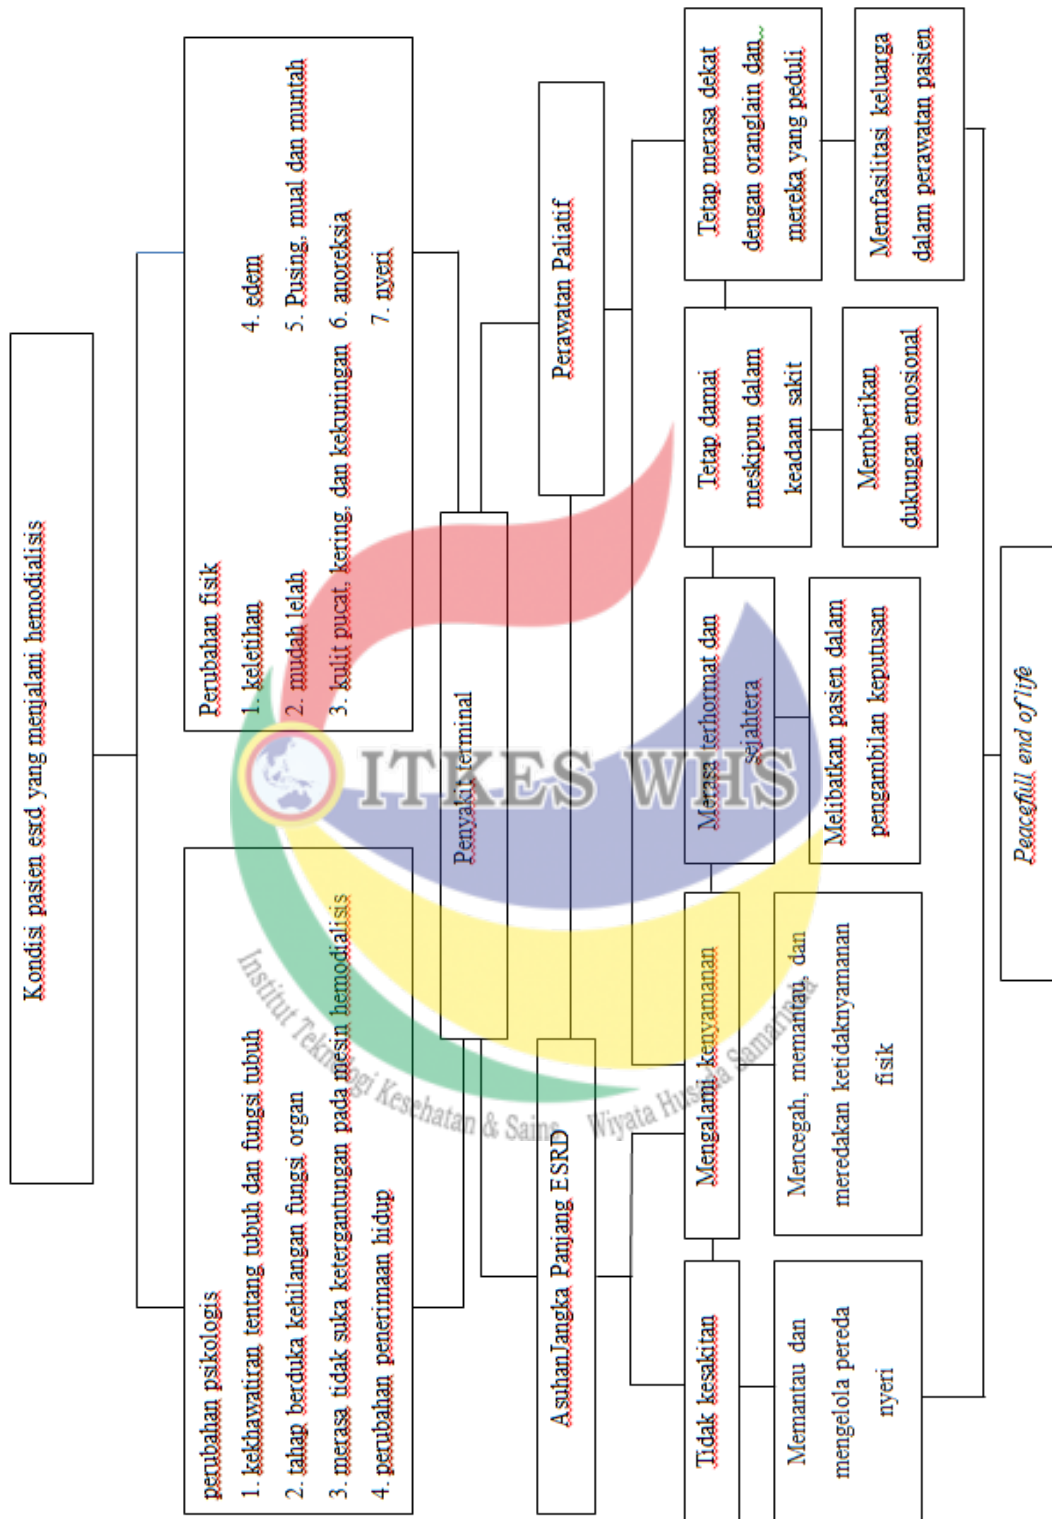 Kondisi pasien esrd yang menjalani hemodialisis
perubahan psikologis
1. kekhawatiran tentang tubuh dan fungsi tubuh
2. tahap berduka kehilangan fungsi organ
3. merasa tidak suka ketergantungan pada mesin hemodialisis
4. perubahan penerimaan hidup
Perubahan fisik
1. keletihan
2. mudah lelah
3. kulit pucat, kering, dan kekuningan
4. edem
5. Pusing, mual dan muntah
6. anoreksia
7. nyeri
Penyakit terminal
AsuhanJangka Panjang ESRD
Perawatan Paliatif
Tidak kesakitan
Mengalami kenyamanan
Merasa terhormat dan
sejahtera
Tetap damai
meskipun dalam
keadaan sakit
Tetap merasa dekat
dengan oranglain dan
mereka yang peduli
Memantau dan
mengelola pereda
nyeri
Mencegah, memantau, dan
meredakan ketidaknyamanan
fisik
Melibatkan pasien dalam
pengambilan keputusan
Memberikan
dukungan emosional
Memfasilitasi keluarga
dalam perawatan pasien
Peacefull end of life
ITKES WHS
Institut Teknologi Kesehatan & Sains Wiyata Husada Samarinda